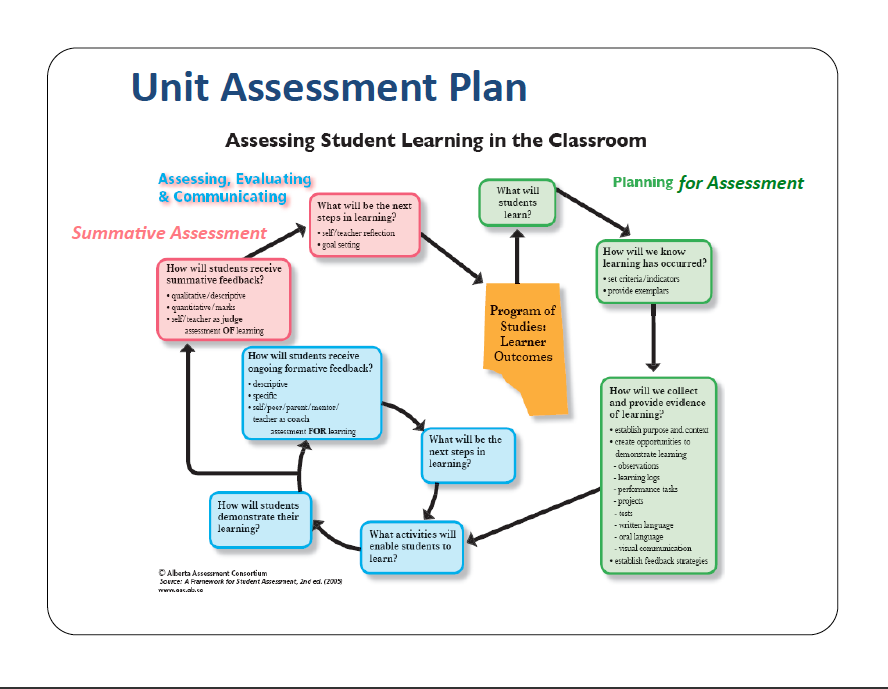 Unit Assessment Plan
Assessing Student Learning in the Classroom
Assessing, Evaluating
& Communicating
Planning for Assessment
Summative Assessment
What will be the next
steps in learning?
• self/teacher reflection
• goal setting
What will
students
learn?
How will we know
learning has occurred?
• set criteria/indicators
• provide exemplars
How will students receive
summative feedback?
• qualitative/descriptive
• quantitative/marks
• self/teacher as judge
assessment OF learning
Program of
Studies:
Learner
Outcomes
How will students receive
ongoing formative feedback?
• descriptive
• specific
• self/peer/parent/mentor/
teacher as coach
assessment FOR learning
How will we collect
and provide evidence
of learning?
• establish purpose and context
• create opportunities to
demonstrate learning
- observations
- learning logs
- performance tasks
- projects
- tests
- written language
- oral language
- visual communication
• establish feedback strategies
What will be the
next steps in
learning?
How will students
demonstrate their
learning?
What activities will
enable students to
learn?
© Alberta Assessment Consortium
Source: A Framework for Student Assessment, 2nd ed. (2005)
www.aac.ab.ca